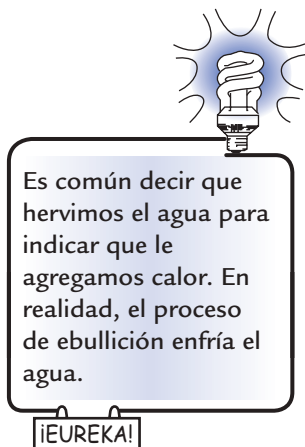 Es común decir que
hervimos el agua para
indicar que le
agregamos calor. En
realidad, el proceso
de ebullición enfría el
agua.
¡EUREKA!